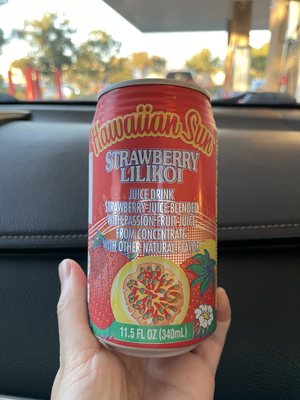 Hawaiian Sun
STRAWBERRY
LILIKOI
JUICE DRINK
STRAWBERRY JUICE BLENDED
WITH PASSION FRUIT JUICE
FROM CONCENTRATE
WITH OTHER NATURAL FLAVOR
11.5 FL OZ (340mL)